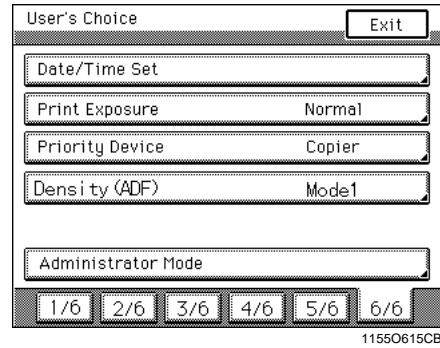 User's Choice Exit
Date/Time Set
Print Exposure Normal
Priority Device Copier
Density (ADF) Mode1
Administrator Mode
1/6 2/6 3/6 4/6 5/6 6/6
1155O615CB